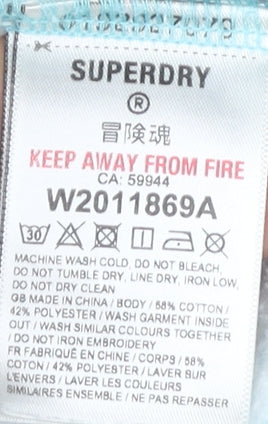 SUPERDRY
®
冒険魂
KEEP AWAY FROM FIRE
CA: 59944
W2011869A
30
MACHINE WASH COLD, DO NOT BLEACH,
DO NOT TUMBLE DRY, LINE DRY, IRON LOW,
DO NOT DRY CLEAN
GB MADE IN CHINA / BODY / 58% COTTON /
42% POLYESTER / WASH GARMENT INSIDE
OUT / WASH SIMILAR COLOURS TOGETHER
/ DO NOT IRON EMBROIDERY
FR FABRIQUÉ EN CHINE / CORPS / 58%
COTON / 42% POLYESTER / LAVER SUR
L'ENVERS / LAVER LES COULEURS
SIMILAIRES ENSEMBLE / NE PAS REPASSER